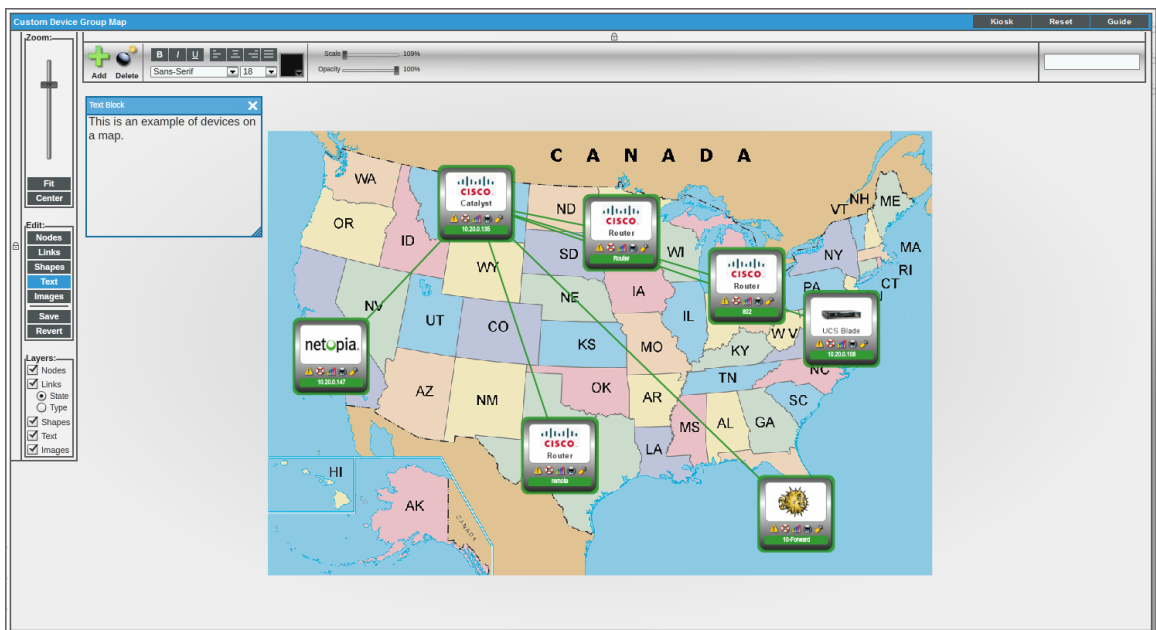 Custom Device Group Map
Kiosk
Reset
Guide
Zoom:
Fit
Center
Edit:
Nodes
Links
Shapes
Text
Images
Save
Revert
Layers:
Nodes
Links
State
Type
Shapes
Text
Images
Add
Delete
B I U
Sans-Serif
18
Scale
109%
Opacity
100%
Text Block
This is an example of devices on
a map.
CANADA
WA
OR
ID
NV
WY
UT
CO
AZ
NM
ND
SD
NE
KS
OK
IA
MO
AR
LA
WI
IL
KY
TN
MS
AL
GA
SC
NC
WV
PA
NY
VT
NH
ME
MA
RI
CT
HI
AK
CANADA
CISCO
Catalyst
10.20.0.135
CISCO
Router
Router
CISCO
Router
802
UCS Blade
10.20.0.108
netopia.
10.20.0.147
CISCO
Router
remote
10-Forward